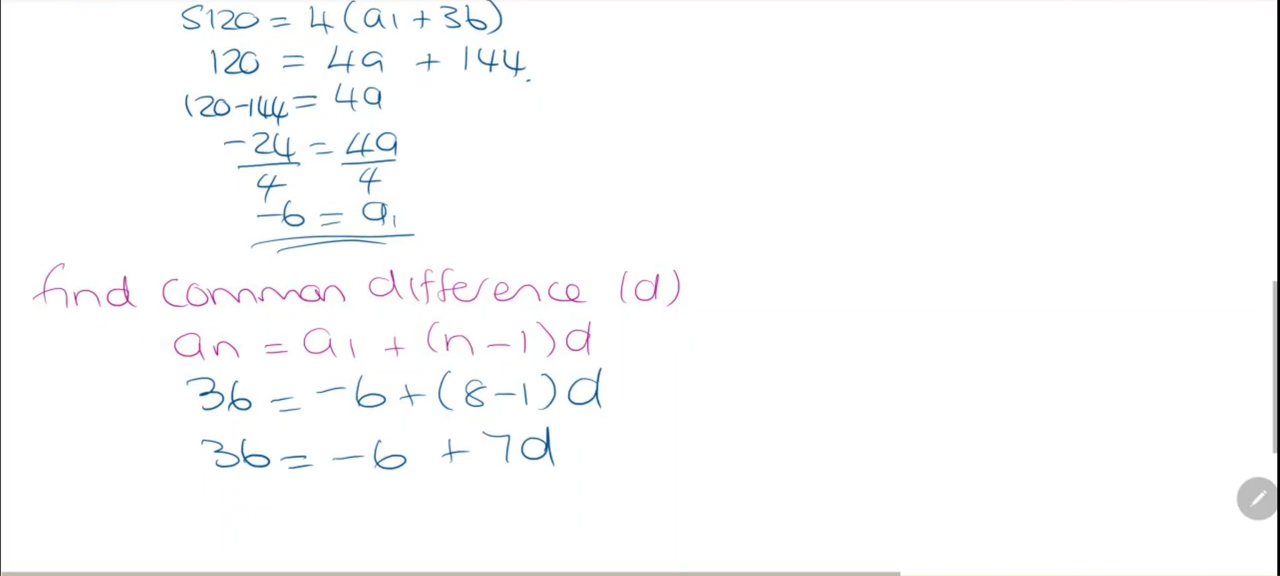 S120 = 4(a1 + 36)
120 = 4a + 144.
120-144 = 4a
-24/4 = 4a/4
-6 = a1
find common difference (d)
an = a1 + (n-1)d
36 = -6 + (8-1)d
36 = -6 + 7d